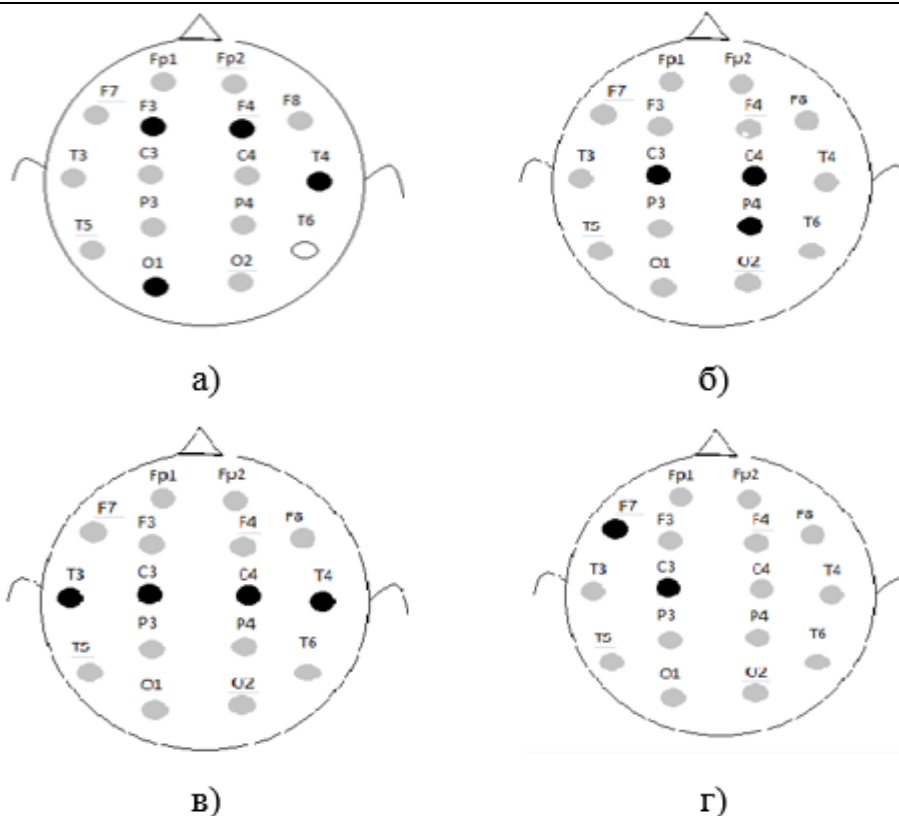 Fp1 Fp2 Fp1 Fp2
F7 F3 F4 F8 F7 F3 F4 F8
T3 C3 C4 T4 T3 C3 C4 T4
T5 P3 P4 T6 T5 P3 P4 T6
O1 O2 O1 O2
а) б)
Fp1 Fp2 Fp1 Fp2
F7 F3 F4 F8 F7 F3 F4 F8
T3 C3 C4 T4 T3 C3 C4 T4
T5 P3 P4 T6 T5 P3 P4 T6
O1 O2 O1 O2
в) г)